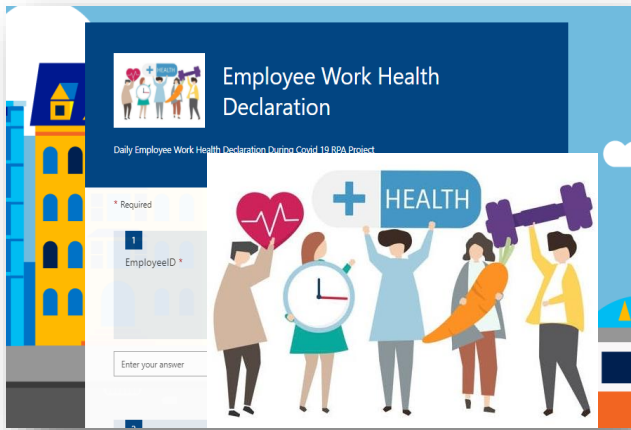 HEALTH
Employee Work Health
Declaration
Daily Employee Work Health Declaration During Covid 19 RPA Project
* Required
HEALTH
1
EmployeeID *
Enter your answer